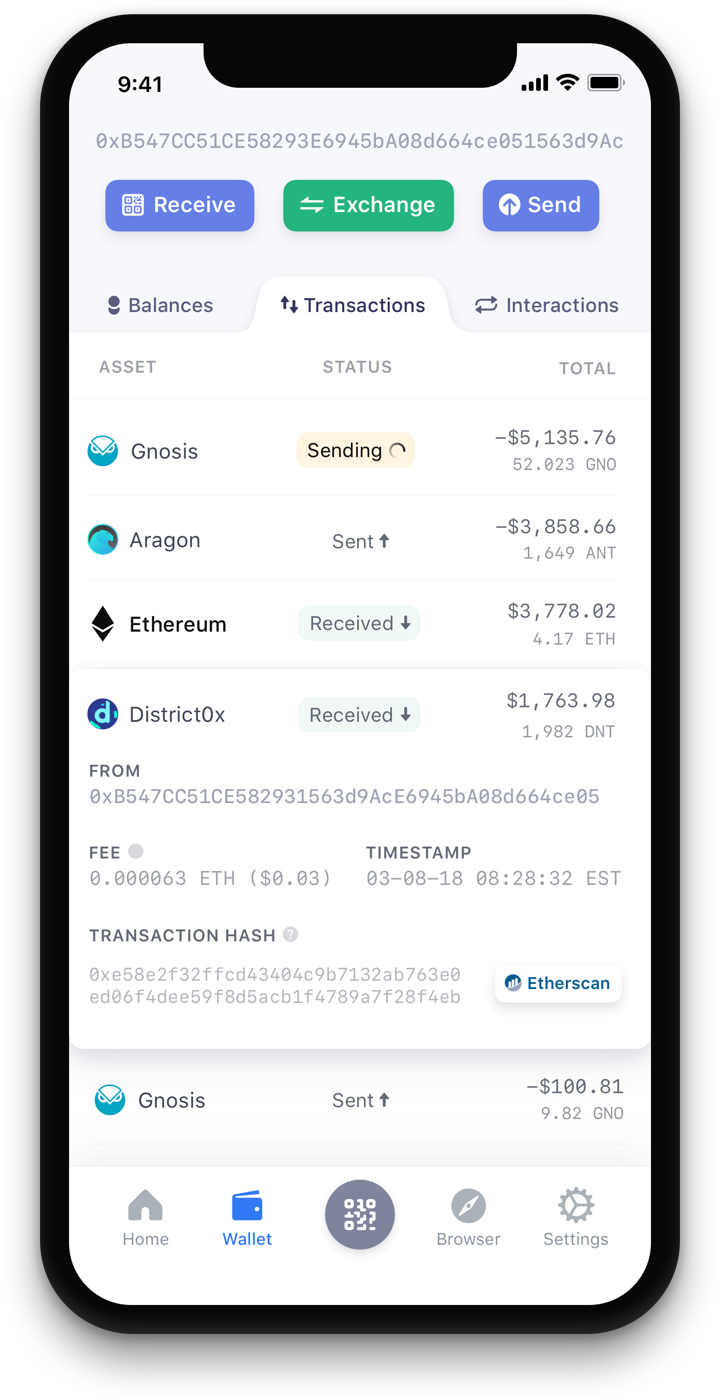 9:41
0xB547CC51CE58293E6945bA08d664ce051563d9Ac
Receive
Exchange
Send
Balances
Transactions
Interactions
ASSET STATUS TOTAL
Gnosis Sending −$5,135.76
52.023 GNO
Aragon Sent −$3,858.66
1,649 ANT
Ethereum Received $3,778.02
4.17 ETH
District0x Received $1,763.98
1,982 DNT
FROM
0xB547CC51CE582931563d9AcE6945bA08d664ce05
FEE TIMESTAMP
0.000063 ETH ($0.03) 03−08−18 08:28:32 EST
TRANSACTION HASH ?
0xe58e2f32ffcd43404c9b7132ab763e0
ed06f4dee59f8d5acb1f4789a7f28f4eb
Etherscan
Gnosis Sent −$100.81
9.82 GNO
Home Wallet Browser Settings